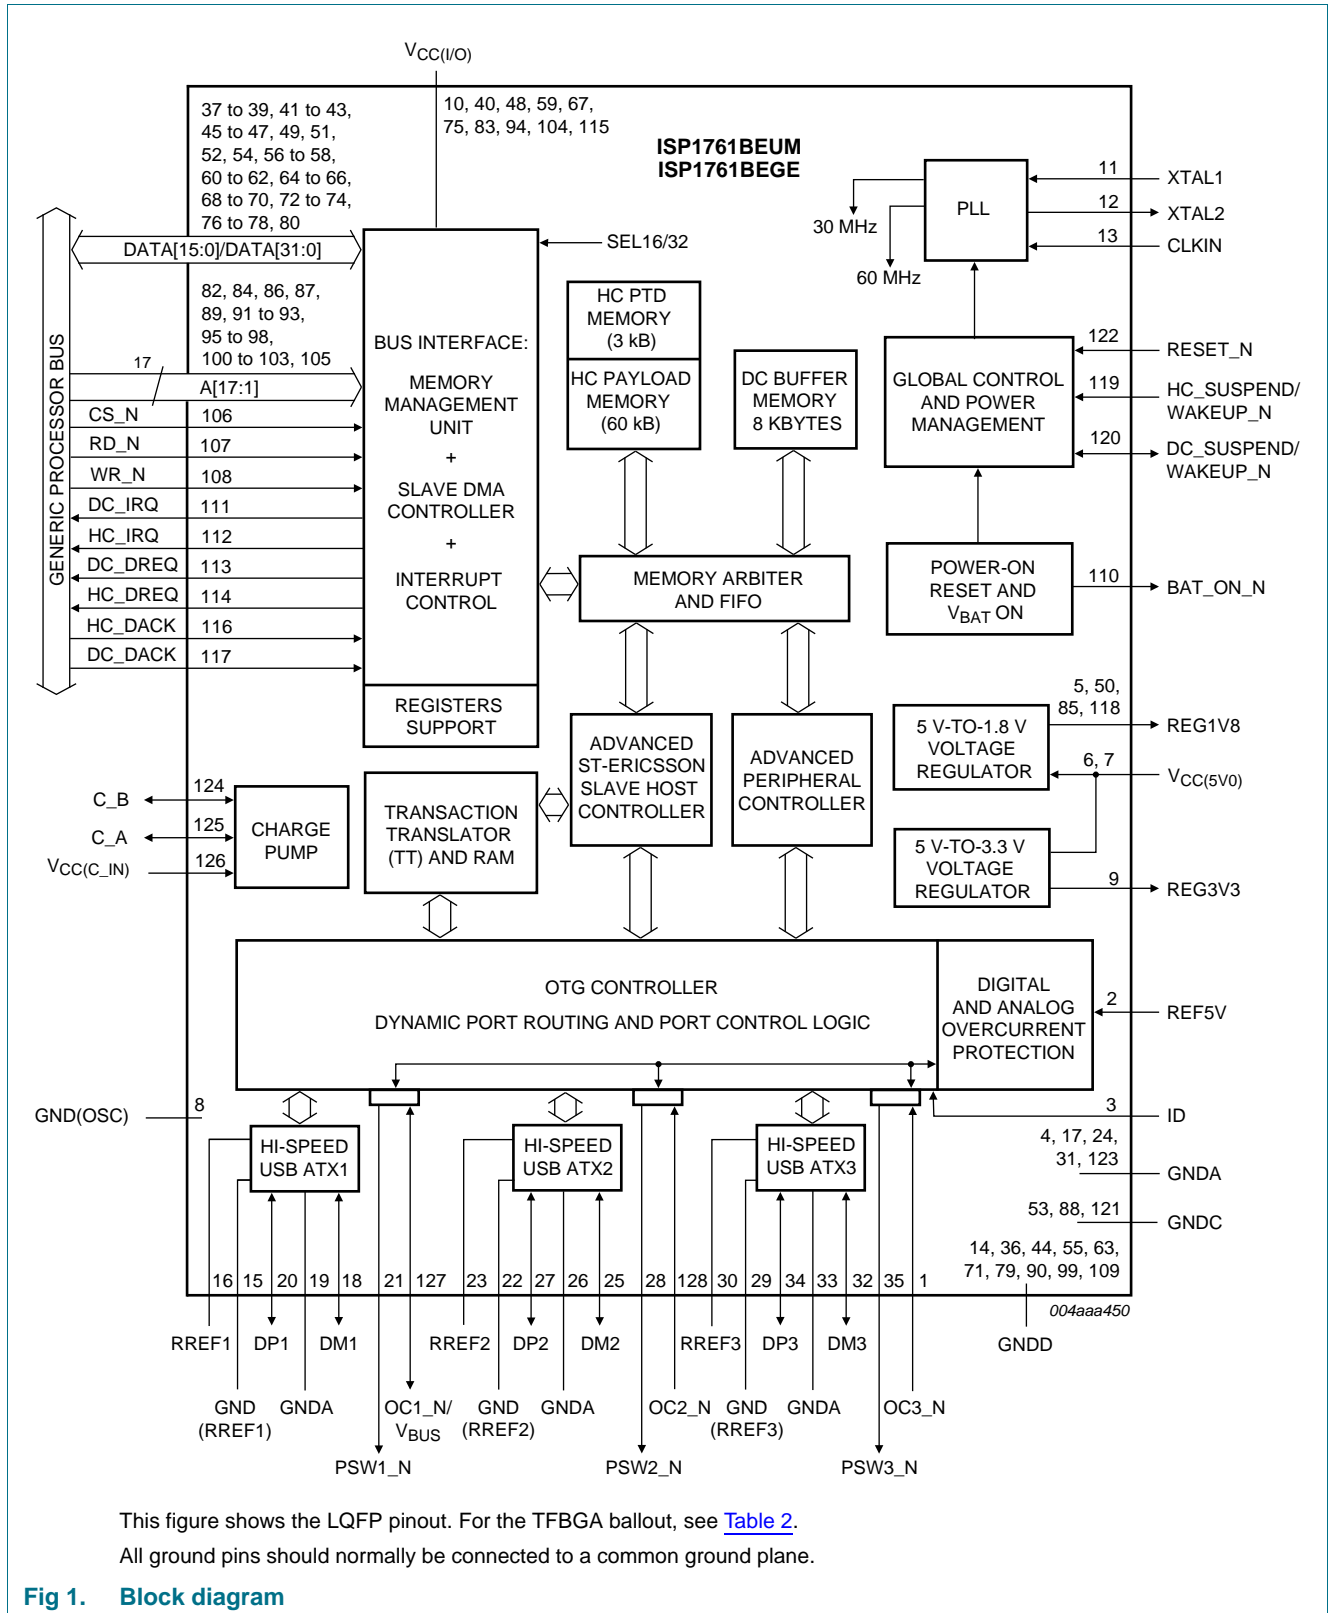 VCC(I/O)
37 to 39, 41 to 43,
45 to 47, 49, 51,
52, 54, 56 to 58,
60 to 62, 64 to 66,
68 to 70, 72 to 74,
76 to 78, 80
10, 40, 48, 59, 67,
75, 83, 94, 104, 115
ISP1761BEUM
ISP1761BEGE
PLL
11
XTAL1
12
XTAL2
13
CLKIN
30 MHz
60 MHz
DATA[15:0]/DATA[31:0]
SEL16/32
82, 84, 86, 87,
89, 91 to 93,
95 to 98,
100 to 103, 105
17
A[17:1]
GENERIC PROCESSOR BUS
CS_N
106
RD_N
107
WR_N
108
DC_IRQ
111
HC_IRQ
112
DC_DREQ
113
HC_DREQ
114
HC_DACK
116
DC_DACK
117
BUS INTERFACE:
MEMORY
MANAGEMENT
UNIT
+
SLAVE DMA
CONTROLLER
+
INTERRUPT
CONTROL
REGISTERS
SUPPORT
HC PTD
MEMORY
(3 kB)
HC PAYLOAD
MEMORY
(60 kB)
DC BUFFER
MEMORY
8 KBYTES
GLOBAL CONTROL
AND POWER
MANAGEMENT
122
RESET_N
119
HC_SUSPEND/
WAKEUP_N
120
DC_SUSPEND/
WAKEUP_N
MEMORY ARBITER
AND FIFO
POWER-ON
RESET AND
VBAT ON
110
BAT_ON_N
ADVANCED
ST-ERICSSON
SLAVE HOST
CONTROLLER
ADVANCED
PERIPHERAL
CONTROLLER
5 V-TO-1.8 V
VOLTAGE
REGULATOR
5, 50,
85, 118
REG1V8
6, 7
VCC(5V0)
5 V-TO-3.3 V
VOLTAGE
REGULATOR
9
REG3V3
C_B
124
C_A
125
VCC(C_IN)
126
CHARGE
PUMP
TRANSACTION
TRANSLATOR
(TT) AND RAM
OTG CONTROLLER
DYNAMIC PORT ROUTING AND PORT CONTROL LOGIC
DIGITAL
AND ANALOG
OVERCURRENT
PROTECTION
2
REF5V
GND(OSC)
8
HI-SPEED
USB ATX1
HI-SPEED
USB ATX2
HI-SPEED
USB ATX3
3
ID
4, 17, 24,
31, 123
GNDA
53, 88, 121
GNDC
14, 36, 44, 55, 63,
71, 79, 90, 99, 109
GNDD
16 15 20 19 18 21 127 23 22 27 26 25 28 128 30 29 34 33 32 35 1
004aaa450
RREF1 DP1 DM1 RREF2 DP2 DM2 RREF3 DP3 DM3
GND
(RREF1)
GNDA
OC1_N/
VBUS
GND
(RREF2)
GNDA
OC2_N
GND
(RREF3)
GNDA
OC3_N
PSW1_N
PSW2_N
PSW3_N
This figure shows the LQFP pinout. For the TFBGA ballout, see Table 2.
All ground pins should normally be connected to a common ground plane.
Fig 1. Block diagram